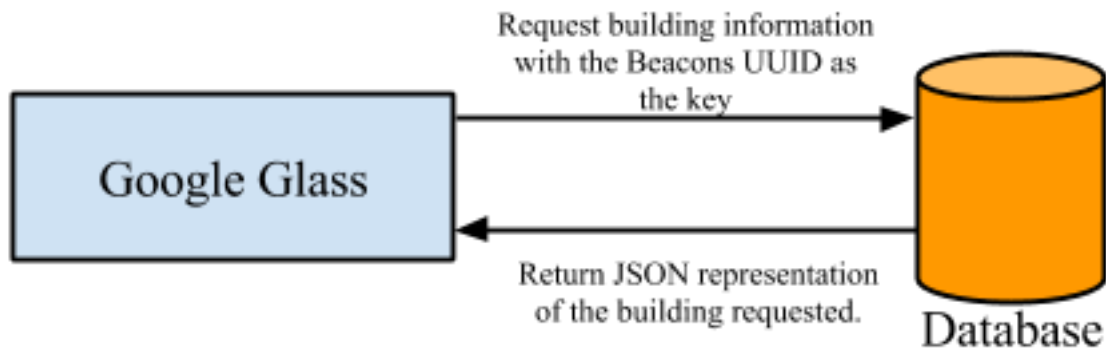 Request building information
with the Beacons UUID as
the key
Google Glass
Return JSON representation
of the building requested.
Database